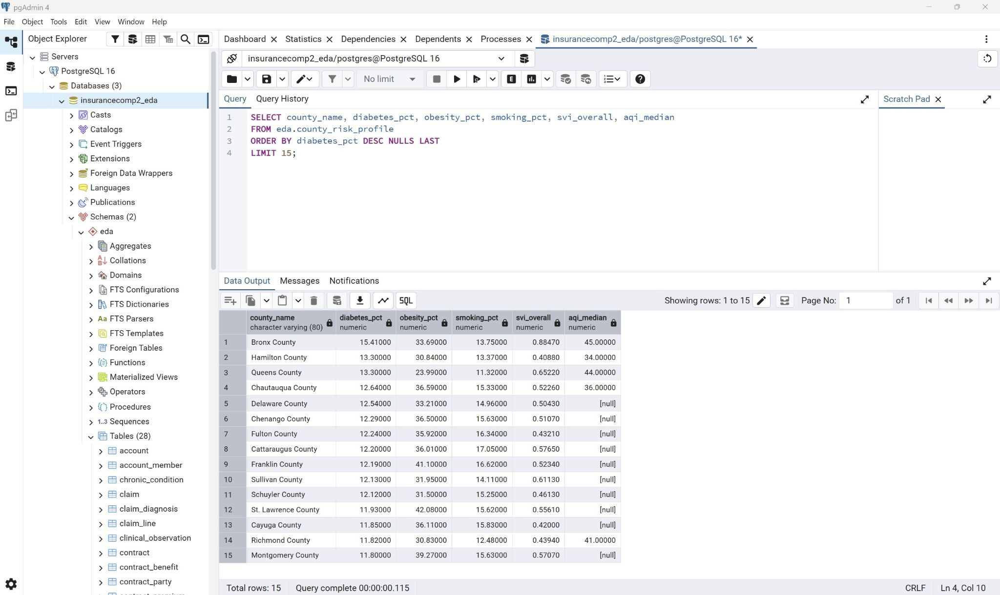 pgAdmin 4
File Object Tools Edit View Window Help
Object Explorer
Dashboard Statistics Dependencies Dependents Processes insurancecomp2_eda/postgres@PostgreSQL 16*
Servers
PostgreSQL 16
Databases (3)
insurancecomp2_eda
Casts
Catalogs
Event Triggers
Extensions
Foreign Data Wrappers
Languages
Publications
Schemas (2)
eda
Aggregates
Collations
Domains
FTS Configurations
FTS Dictionaries
Aa FTS Parsers
FTS Templates
Foreign Tables
Functions
Materialized Views
Operators
Procedures
1..3 Sequences
Tables (28)
account
account_member
chronic_condition
claim
claim_diagnosis
claim_line
clinical_observation
contract
contract_benefit
contract_party
insurancecomp2_eda/postgres@PostgreSQL 16
No limit
E
Query Query History
Scratch Pad
1 SELECT county_name, diabetes_pct, obesity_pct, smoking_pct, svi_overall, aqi_median
2 FROM eda.county_risk_profile
3 ORDER BY diabetes_pct DESC NULLS LAST
4 LIMIT 15;
Data Output Messages Notifications
SQL
Showing rows: 1 to 15 Page No: 1 of 1
county_name diabetes_pct obesity_pct smoking_pct svi_overall aqi_median
character varying (80) numeric numeric numeric numeric numeric
1 Bronx County 15.41000 33.69000 13.75000 0.88470 45.00000
2 Hamilton County 13.30000 30.84000 13.37000 0.40880 34.00000
3 Queens County 13.30000 23.99000 11.32000 0.65220 44.00000
4 Chautauqua County 12.64000 36.59000 15.33000 0.52260 36.00000
5 Delaware County 12.54000 33.21000 14.96000 0.50430 [null]
6 Chenango County 12.29000 36.50000 15.63000 0.51070 [null]
7 Fulton County 12.24000 35.92000 16.34000 0.43210 [null]
8 Cattaraugus County 12.20000 36.01000 17.05000 0.57650 [null]
9 Franklin County 12.19000 41.10000 16.62000 0.52340 [null]
10 Sullivan County 12.13000 31.95000 14.11000 0.61130 [null]
11 Schuyler County 12.12000 31.50000 15.25000 0.46130 [null]
12 St. Lawrence County 11.93000 42.08000 15.62000 0.55610 [null]
13 Cayuga County 11.85000 36.11000 15.83000 0.42000 [null]
14 Richmond County 11.82000 30.83000 12.48000 0.43940 41.00000
15 Montgomery County 11.80000 39.27000 15.63000 0.57070 [null]
Total rows: 15 Query complete 00:00:00.115 CRLF Ln 4, Col 10